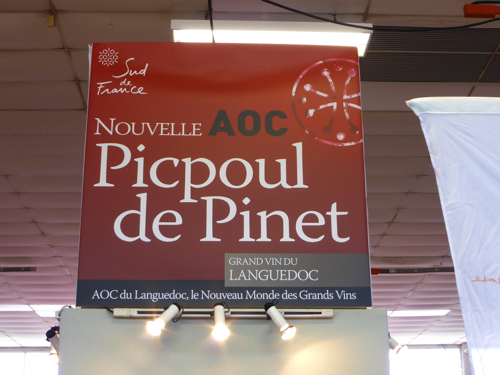 Sud
de
France
NOUVELLE AOC
Picpoul
de Pinet
GRAND VIN DU
LANGUEDOC
AOC du Languedoc, le Nouveau Monde des Grands Vins